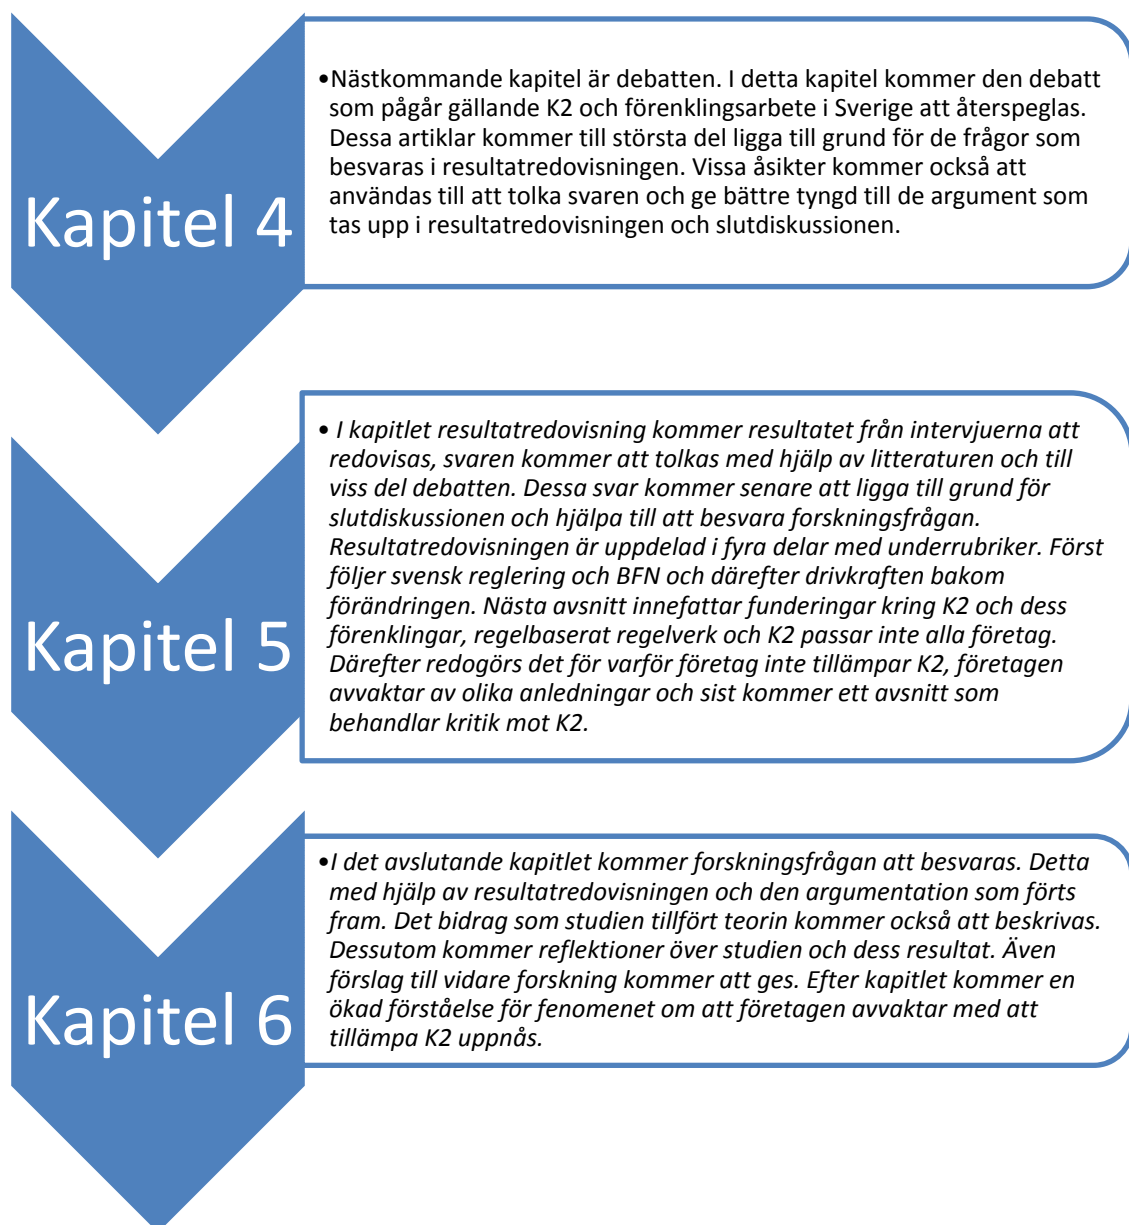 Kapitel 4
•Nästkommande kapitel är debatten. I detta kapitel kommer den debatt
som pågår gällande K2 och förenklingsarbete i Sverige att återspeglas.
Dessa artiklar kommer till största del ligga till grund för de frågor som
besvaras i resultatredovisningen. Vissa åsikter kommer också att
användas till att tolka svaren och ge bättre tyngd till de argument som
tas upp i resultatredovisningen och slutdiskussionen.
Kapitel 5
• I kapitlet resultatredovisning kommer resultatet från intervjuerna att
redovisas, svaren kommer att tolkas med hjälp av litteraturen och till
viss del debatten. Dessa svar kommer senare att ligga till grund för
slutdiskussionen och hjälpa till att besvara forskningsfrågan.
Resultatredovisningen är uppdelad i fyra delar med underrubriker. Först
följer svensk reglering och BFN och därefter drivkraften bakom
förändringen. Nästa avsnitt innefattar funderingar kring K2 och dess
förenklingar, regelbaserat regelverk och K2 passar inte alla företag.
Därefter redogörs det för varför företag inte tillämpar K2, företagen
avvaktar av olika anledningar och sist kommer ett avsnitt som
behandlar kritik mot K2.
Kapitel 6
•I det avslutande kapitlet kommer forskningsfrågan att besvaras. Detta
med hjälp av resultatredovisningen och den argumentation som förts
fram. Det bidrag som studien tillfört teorin kommer också att beskrivas.
Dessutom kommer reflektioner över studien och dess resultat. Även
förslag till vidare forskning kommer att ges. Efter kapitlet kommer en
ökad förståelse för fenomenet om att företagen avvaktar med att
tillämpa K2 uppnås.